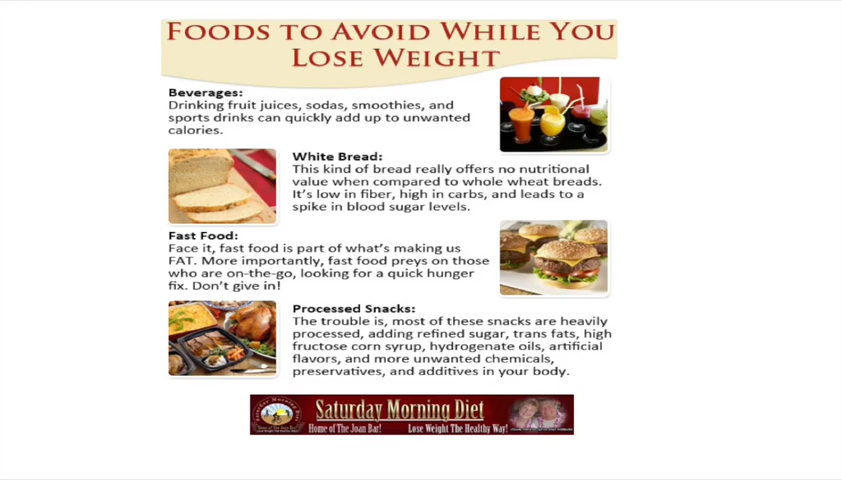 FOODS TO AVOID WHILE YOU
LOSE WEIGHT
Beverages:
Drinking fruit juices, sodas, smoothies, and
sports drinks can quickly add up to unwanted
calories.
White Bread:
This kind of bread really offers no nutritional
value when compared to whole wheat breads.
It's low in fiber, high in carbs, and leads to a
spike in blood sugar levels.
Fast Food:
Face it, fast food is part of what's making us
FAT. More importantly, fast food preys on those
who are on-the-go, looking for a quick hunger
fix. Don't give in!
Processed Snacks:
The trouble is, most of these snacks are heavily
processed, adding refined sugar, trans fats, high
fructose corn syrup, hydrogenate oils, artificial
flavors, and more unwanted chemicals,
preservatives, and additives in your body.
Saturday Morning Diet
Home of The Joan Bar! Lose Weight The Healthy Way!